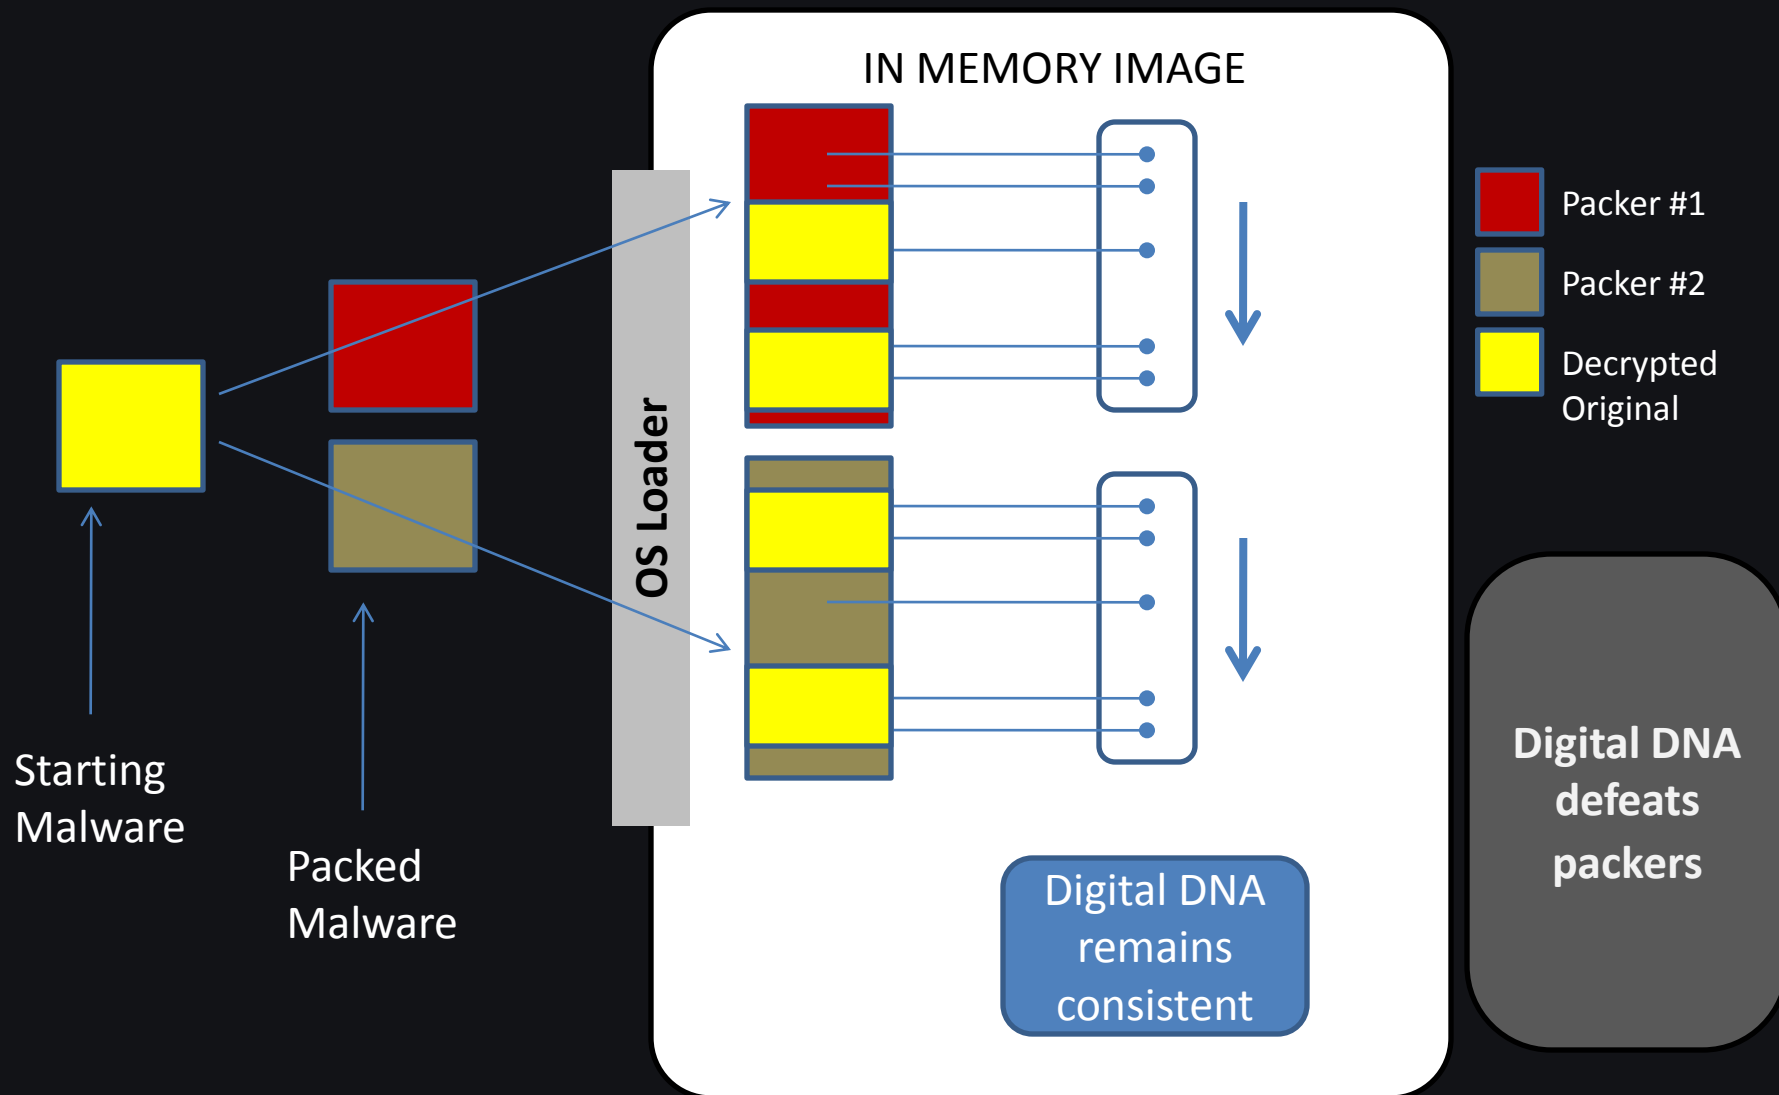 IN MEMORY IMAGE
OS Loader
Packer #1
Packer #2
Decrypted
Original
Starting
Malware
Packed
Malware
Digital DNA
remains
consistent
Digital DNA
defeats
packers